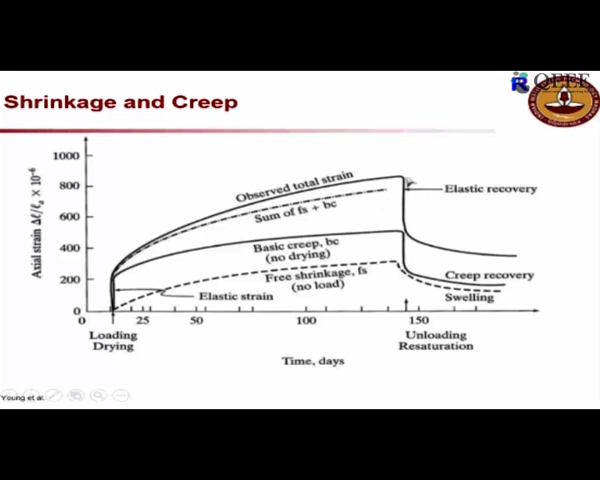 QEEE
Shrinkage and Creep
1000
800
600
400
200
0
Axial strain Δℓ/ℓ₀ × 10⁻⁶
Observed total strain
Sum of fs + bc
Basic creep, bc
(no drying)
Free shrinkage, fs
(no load)
Elastic strain
Elastic recovery
Creep recovery
Swelling
25
50
100
150
Loading
Drying
Unloading
Resaturation
Time, days
Young et al.